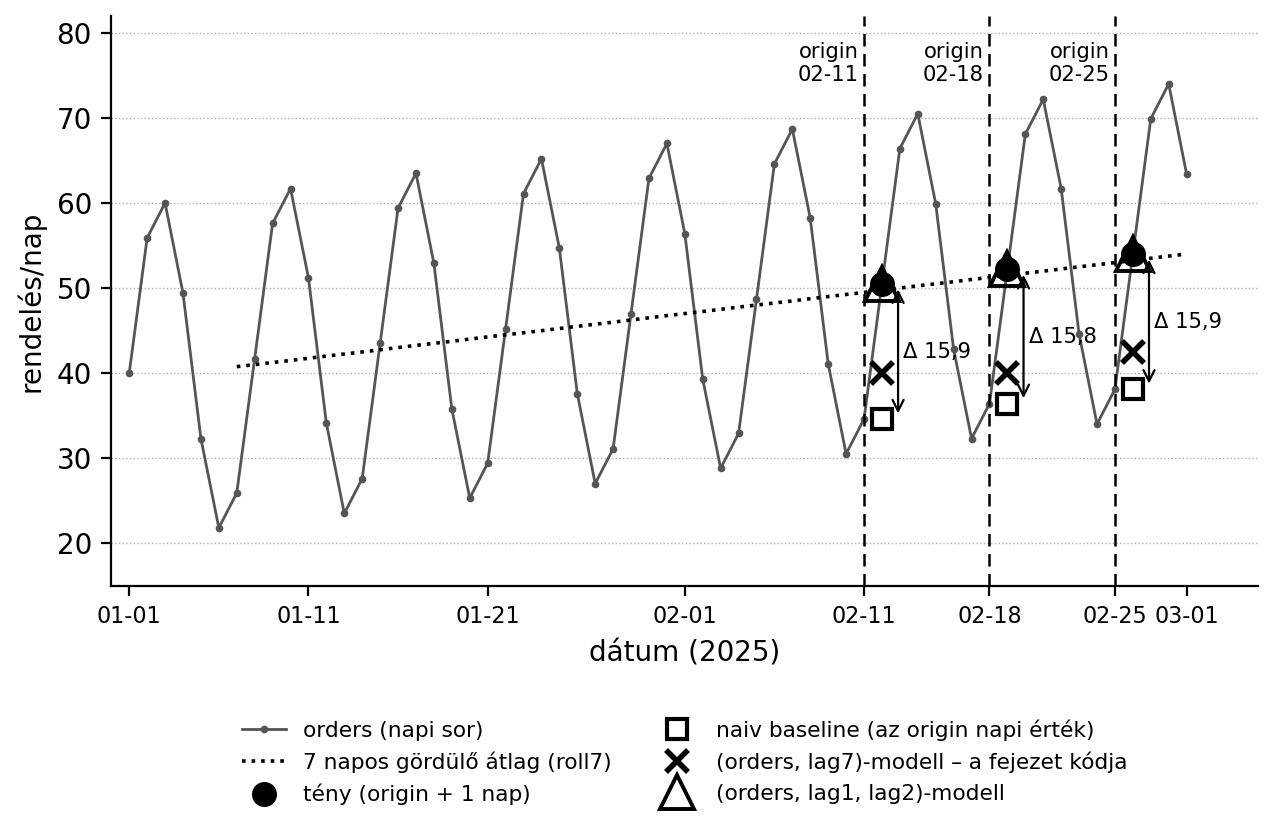 80
70
60
50
40
30
20
rendelés/nap
origin
02-11
origin
02-18
origin
02-25
Δ 15,9
Δ 15,8
Δ 15,9
01-01
01-11
01-21
02-01
02-11
02-18
02-25
03-01
dátum (2025)
orders (napi sor)
7 napos gördülő átlag (roll7)
tény (origin + 1 nap)
naiv baseline (az origin napi érték)
(orders, lag7)-modell – a fejezet kódja
(orders, lag1, lag2)-modell